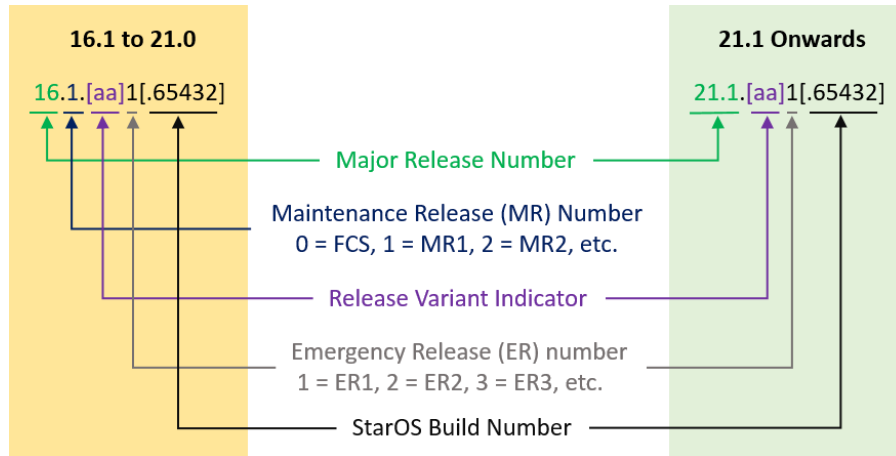 16.1 to 21.0
21.1 Onwards
16.1.[aa]1[.65432]
21.1.[aa]1[.65432]
Major Release Number
Maintenance Release (MR) Number
0 = FCS, 1 = MR1, 2 = MR2, etc.
Release Variant Indicator
Emergency Release (ER) number
1 = ER1, 2 = ER2, 3 = ER3, etc.
StarOS Build Number